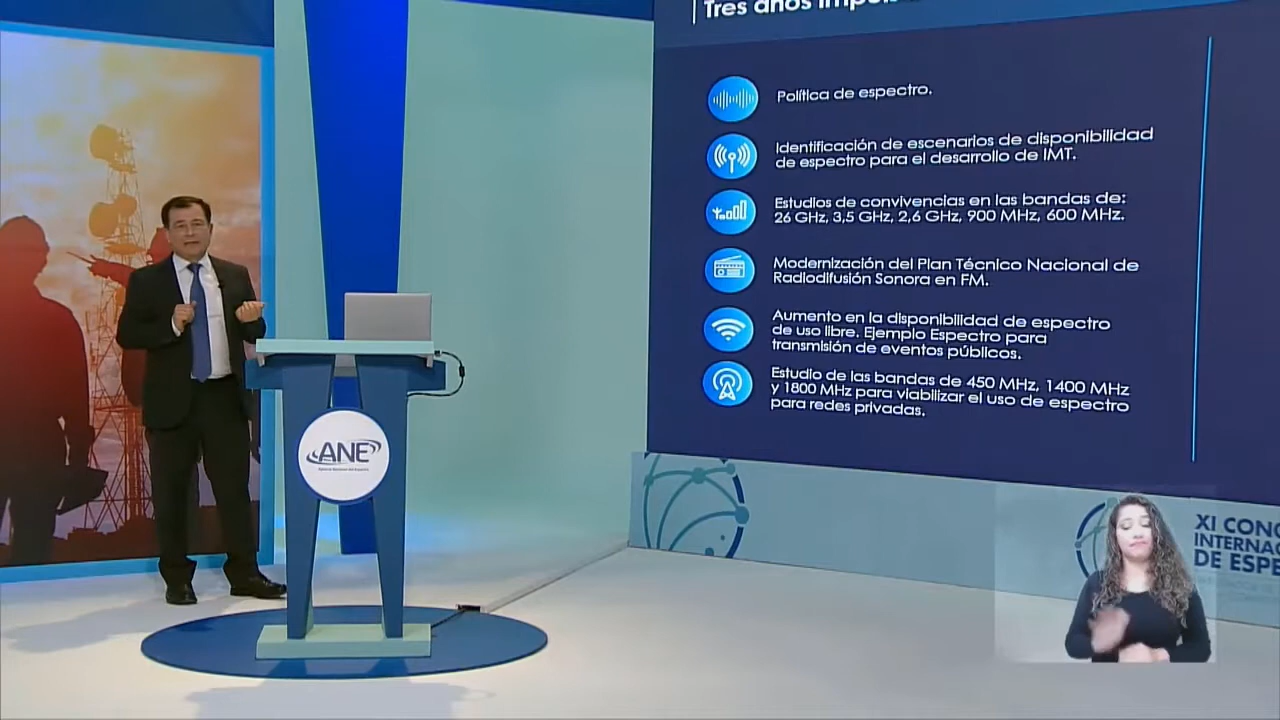 Tres años
Política de espectro.
Identificación de escenarios de disponibilidad
de espectro para el desarrollo de IMT.
Estudios de convivencias en las bandas de:
26 GHz, 3,5 GHz, 2,6 GHz, 900 MHz, 600 MHz.
Modernización del Plan Técnico Nacional de
Radiodifusión Sonora en FM.
Aumento en la disponibilidad de espectro
de uso libre. Ejemplo Espectro para
transmisión de eventos públicos.
Estudio de las bandas de 450 MHz, 1400 MHz
y 1800 MHz para viabilizar el uso de espectro
para redes privadas.
ANE
Agencia Nacional del Espectro
XI CONG
INTERNAC
DE ESPE